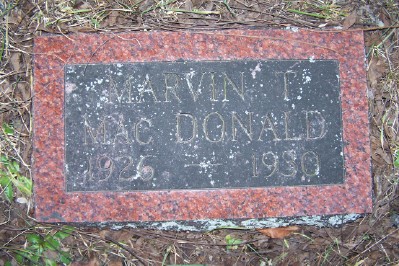 MARVIN T.
MAC DONALD
1926 — 1930